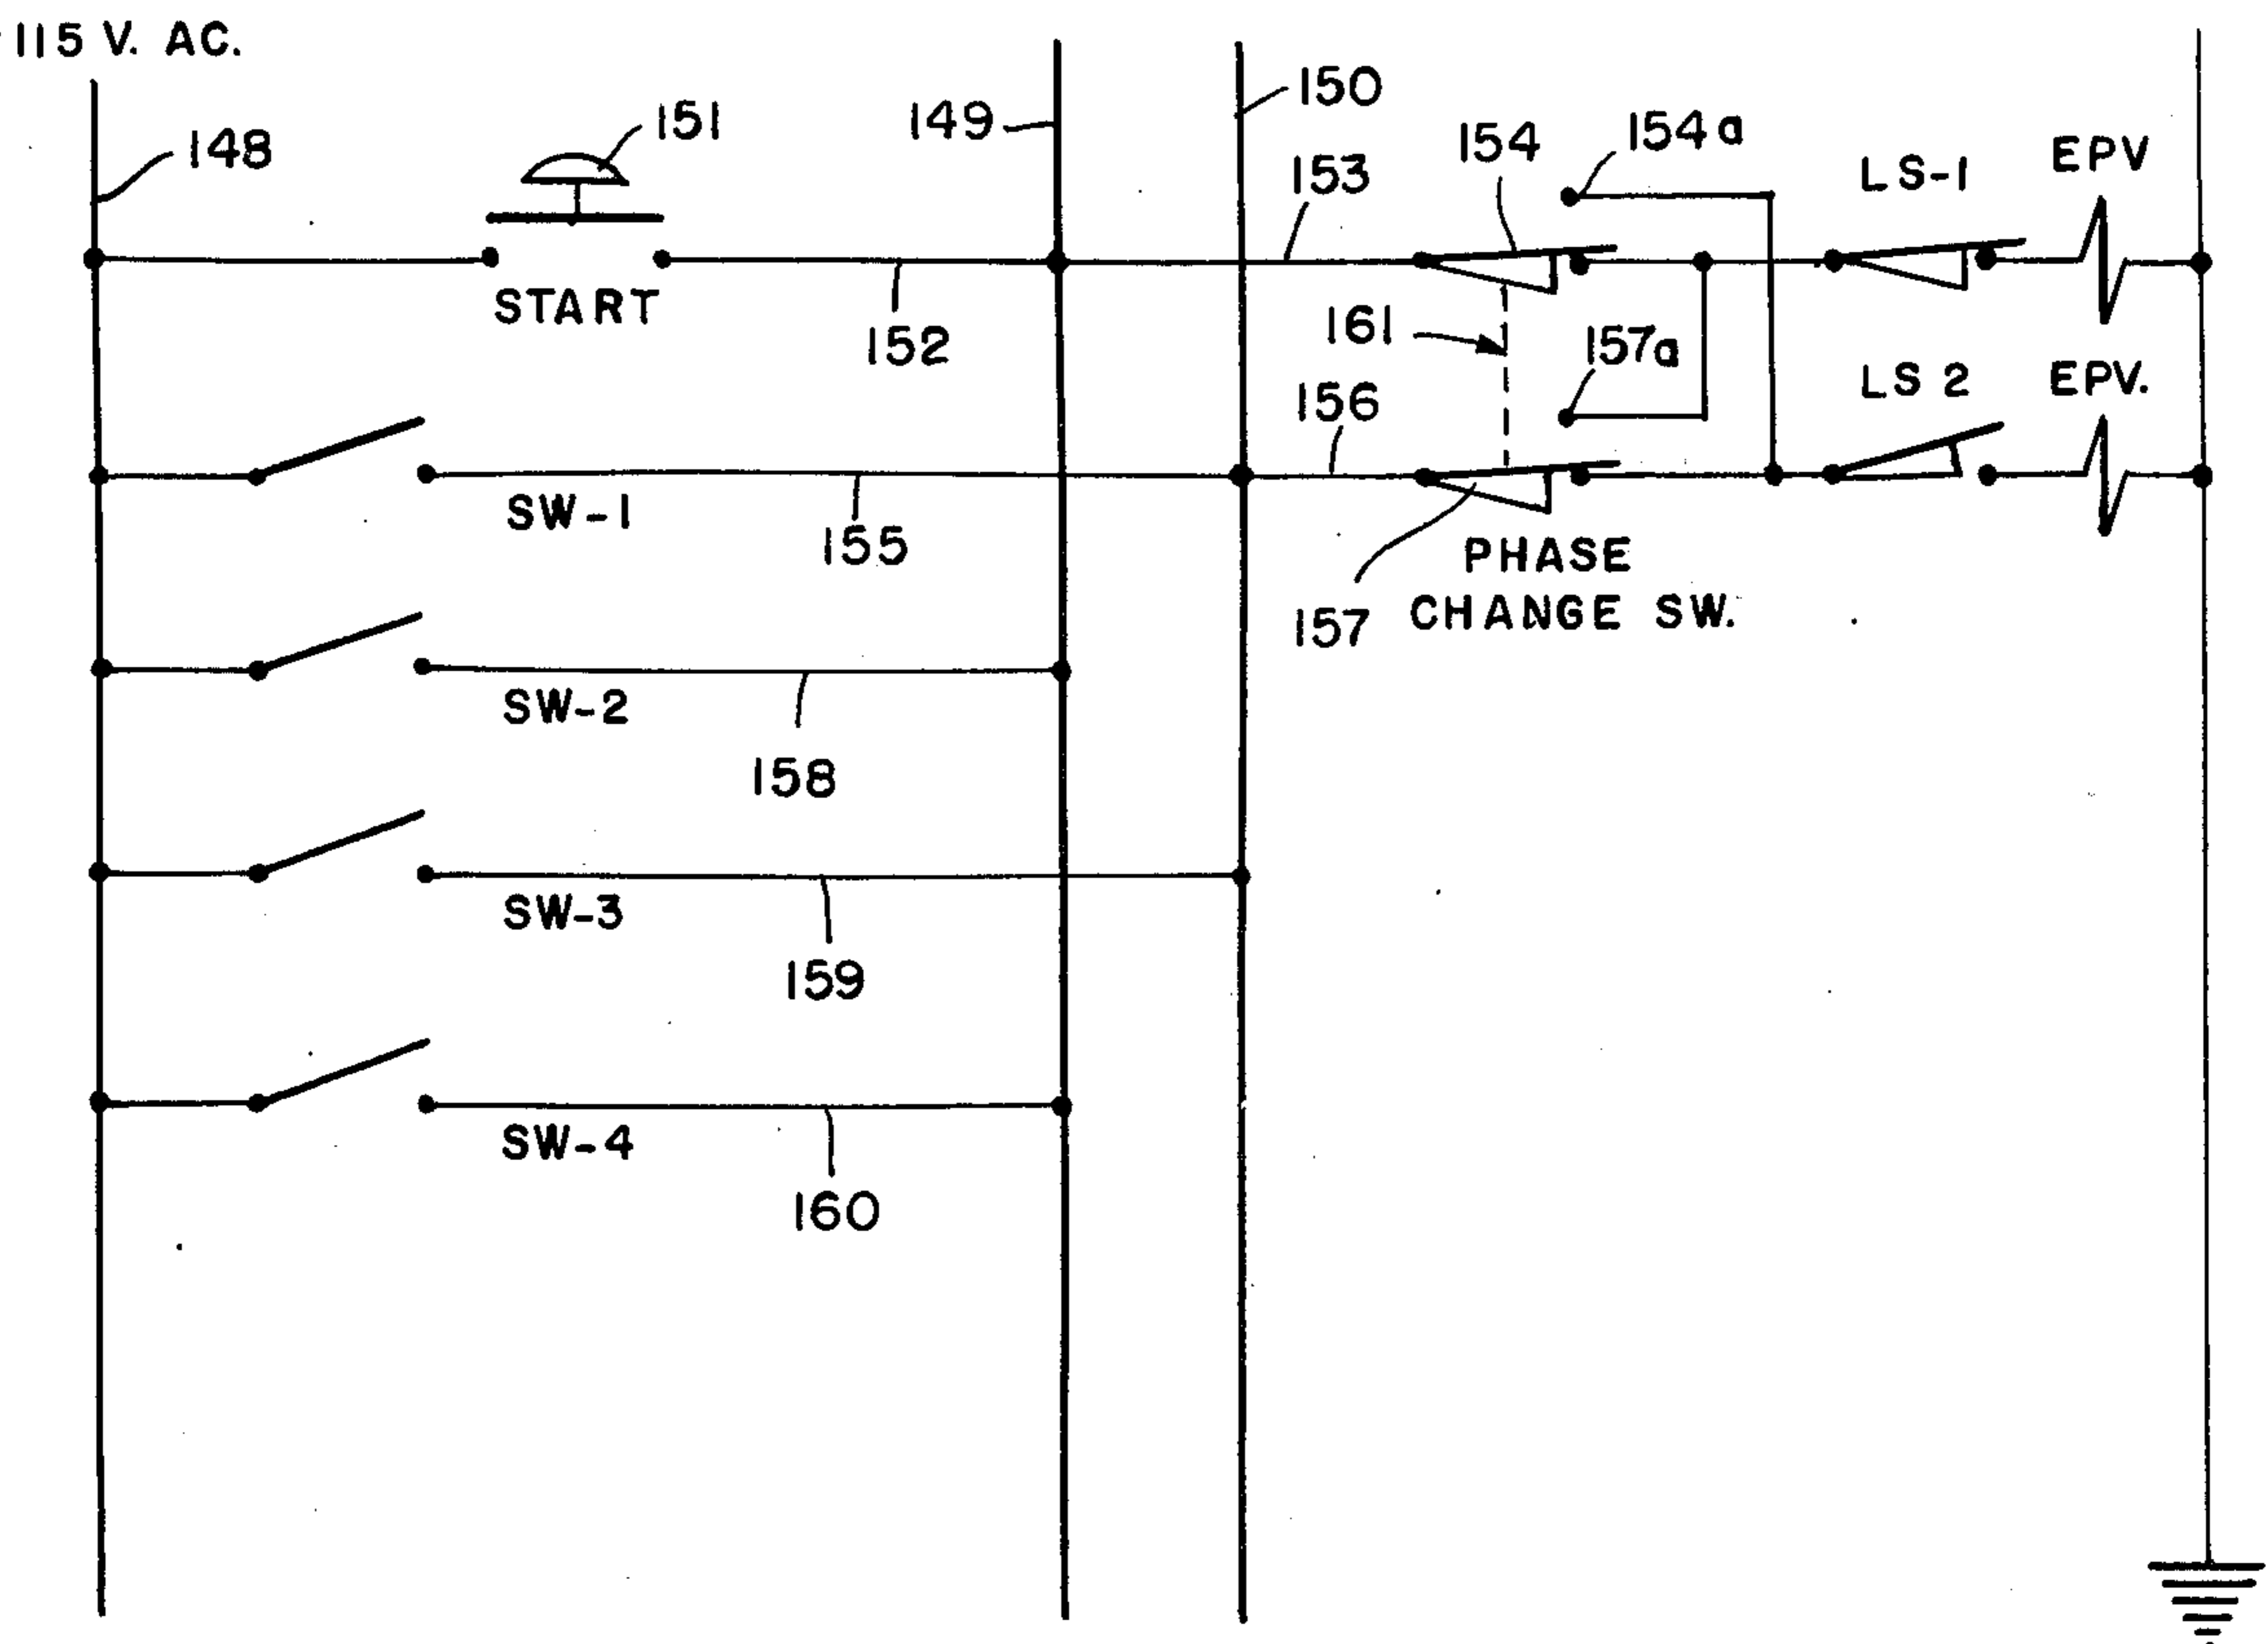 115 V. AC.
148
151
149
150
153
154
154a
LS-1
EPV
START
152
161
157a
156
LS 2
EPV.
SW-1
155
PHASE
CHANGE SW.
157
SW-2
158
SW-3
159
SW-4
160